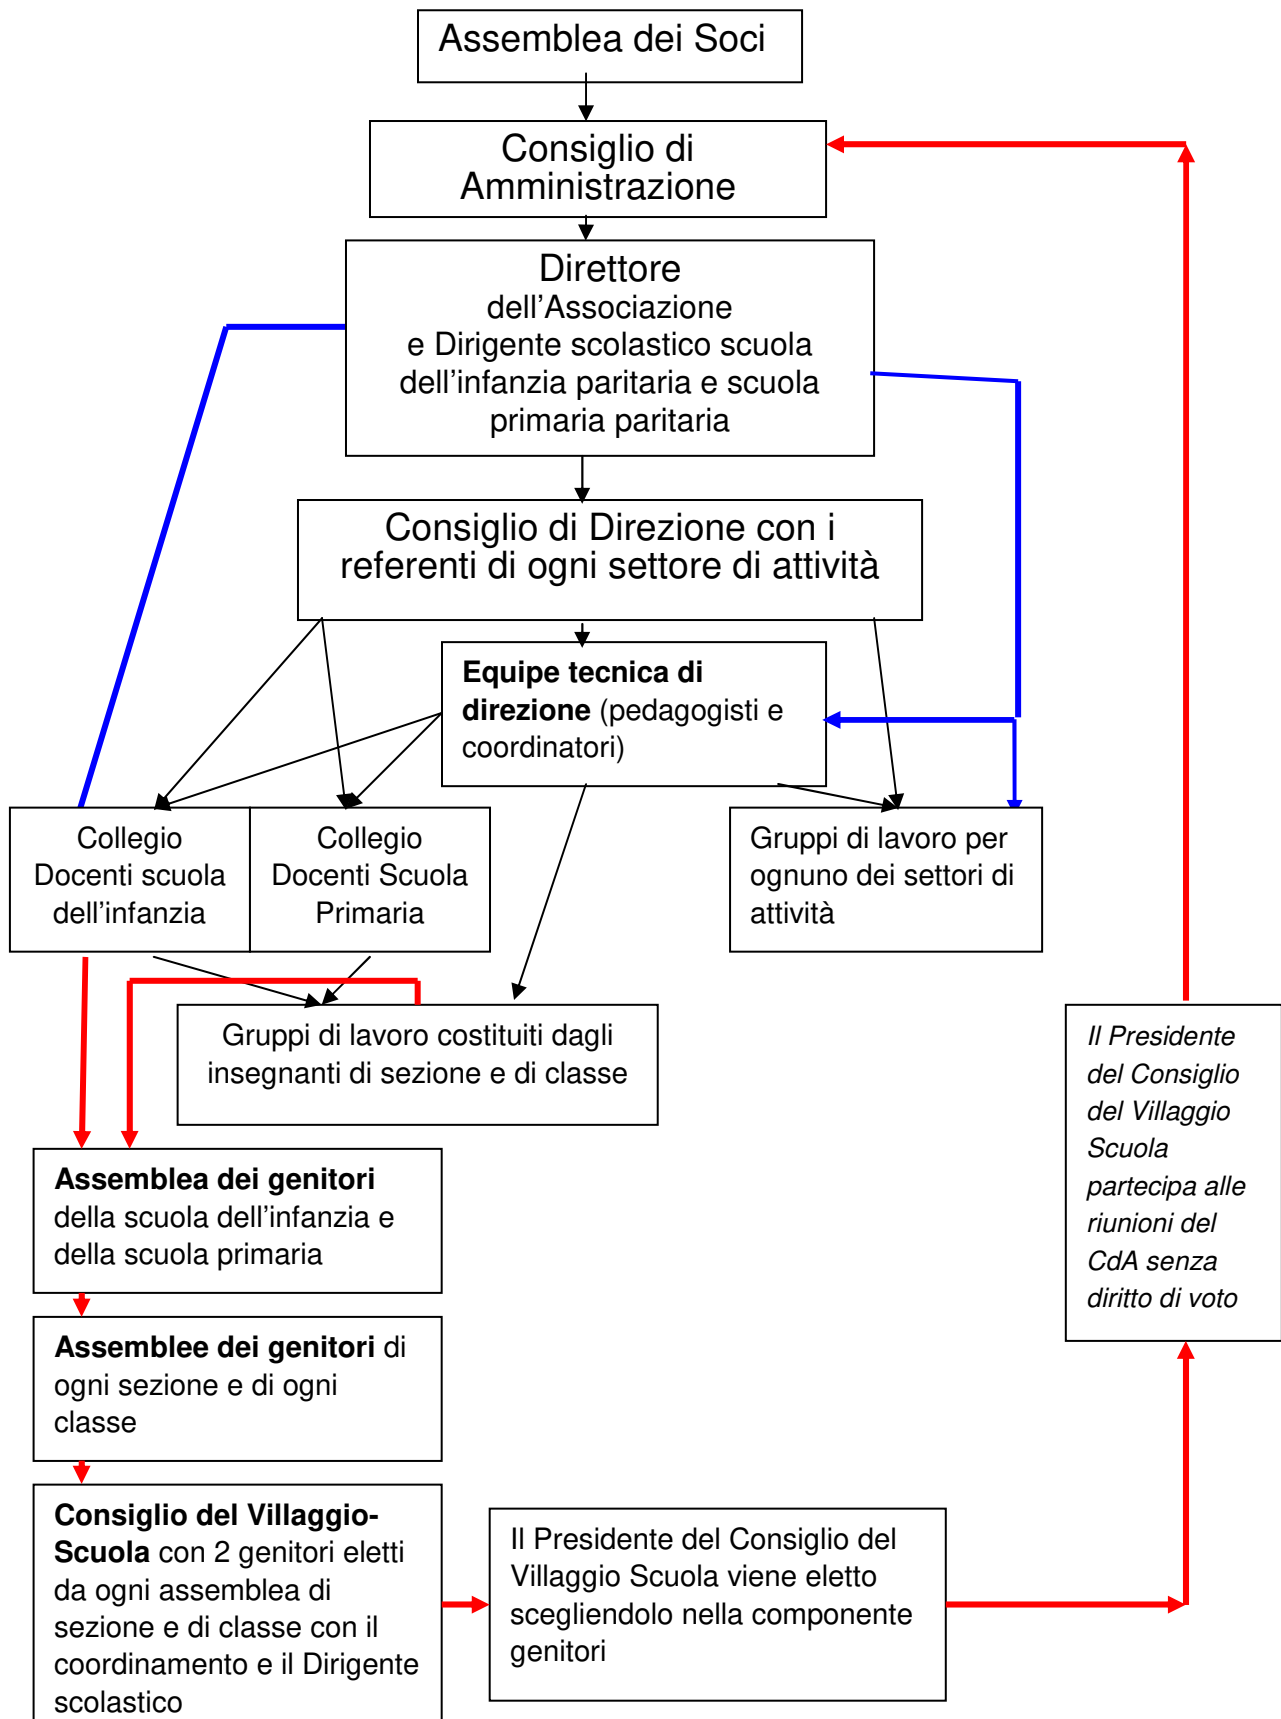 Assemblea dei Soci
Consiglio di
Amministrazione
Direttore
dell'Associazione
e Dirigente scolastico scuola
dell'infanzia paritaria e scuola
primaria paritaria
Consiglio di Direzione con i
referenti di ogni settore di attività
Equipe tecnica di
direzione (pedagogisti e
coordinatori)
Collegio
Docenti scuola
dell'infanzia
Collegio
Docenti Scuola
Primaria
Gruppi di lavoro per
ognuno dei settori di
attività
Gruppi di lavoro costituiti dagli
insegnanti di sezione e di classe
Il Presidente
del Consiglio
del Villaggio
Scuola
partecipa alle
riunioni del
CdA senza
diritto di voto
Assemblea dei genitori
della scuola dell'infanzia e
della scuola primaria
Assemblee dei genitori di
ogni sezione e di ogni
classe
Consiglio del Villaggio-
Scuola con 2 genitori eletti
da ogni assemblea di
sezione e di classe con il
coordinamento e il Dirigente
scolastico
Il Presidente del Consiglio del
Villaggio Scuola viene eletto
scegliendolo nella componente
genitori